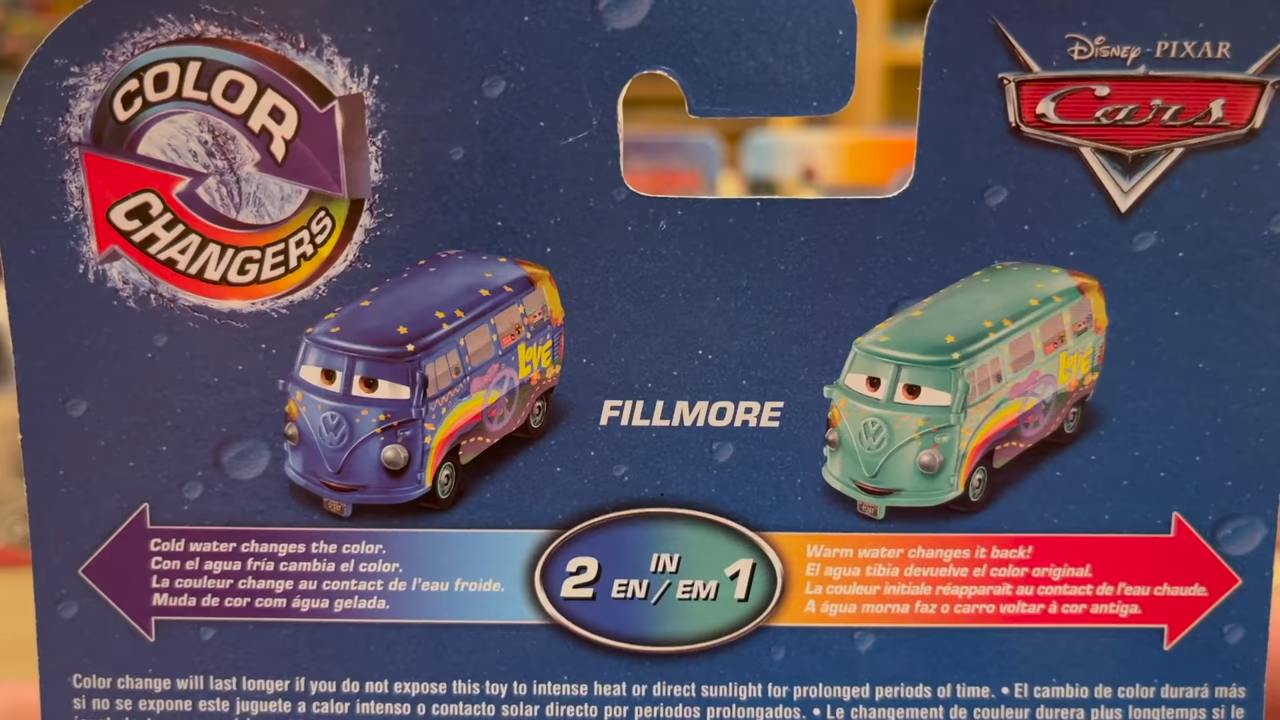 COLOR
CHANGERS
DISNEY · PIXAR
Cars
LOVE
LOVE
FILLMORE
Cold water changes the color.
Con el agua fría cambia el color.
La couleur change au contact de l'eau froide.
Muda de cor com água gelada.
2 IN EN / EM 1
Warm water changes it back!
El agua tibia devuelve el color original.
La couleur initiale réapparaît au contact de l'eau chaude.
A água morna faz o carro voltar à cor antiga.
Color change will last longer if you do not expose this toy to intense heat or direct sunlight for prolonged periods of time. • El cambio de color durará más
si no se expone este juguete a calor intenso o contacto solar directo por periodos prolongados. • Le changement de couleur durera plus longtemps si le